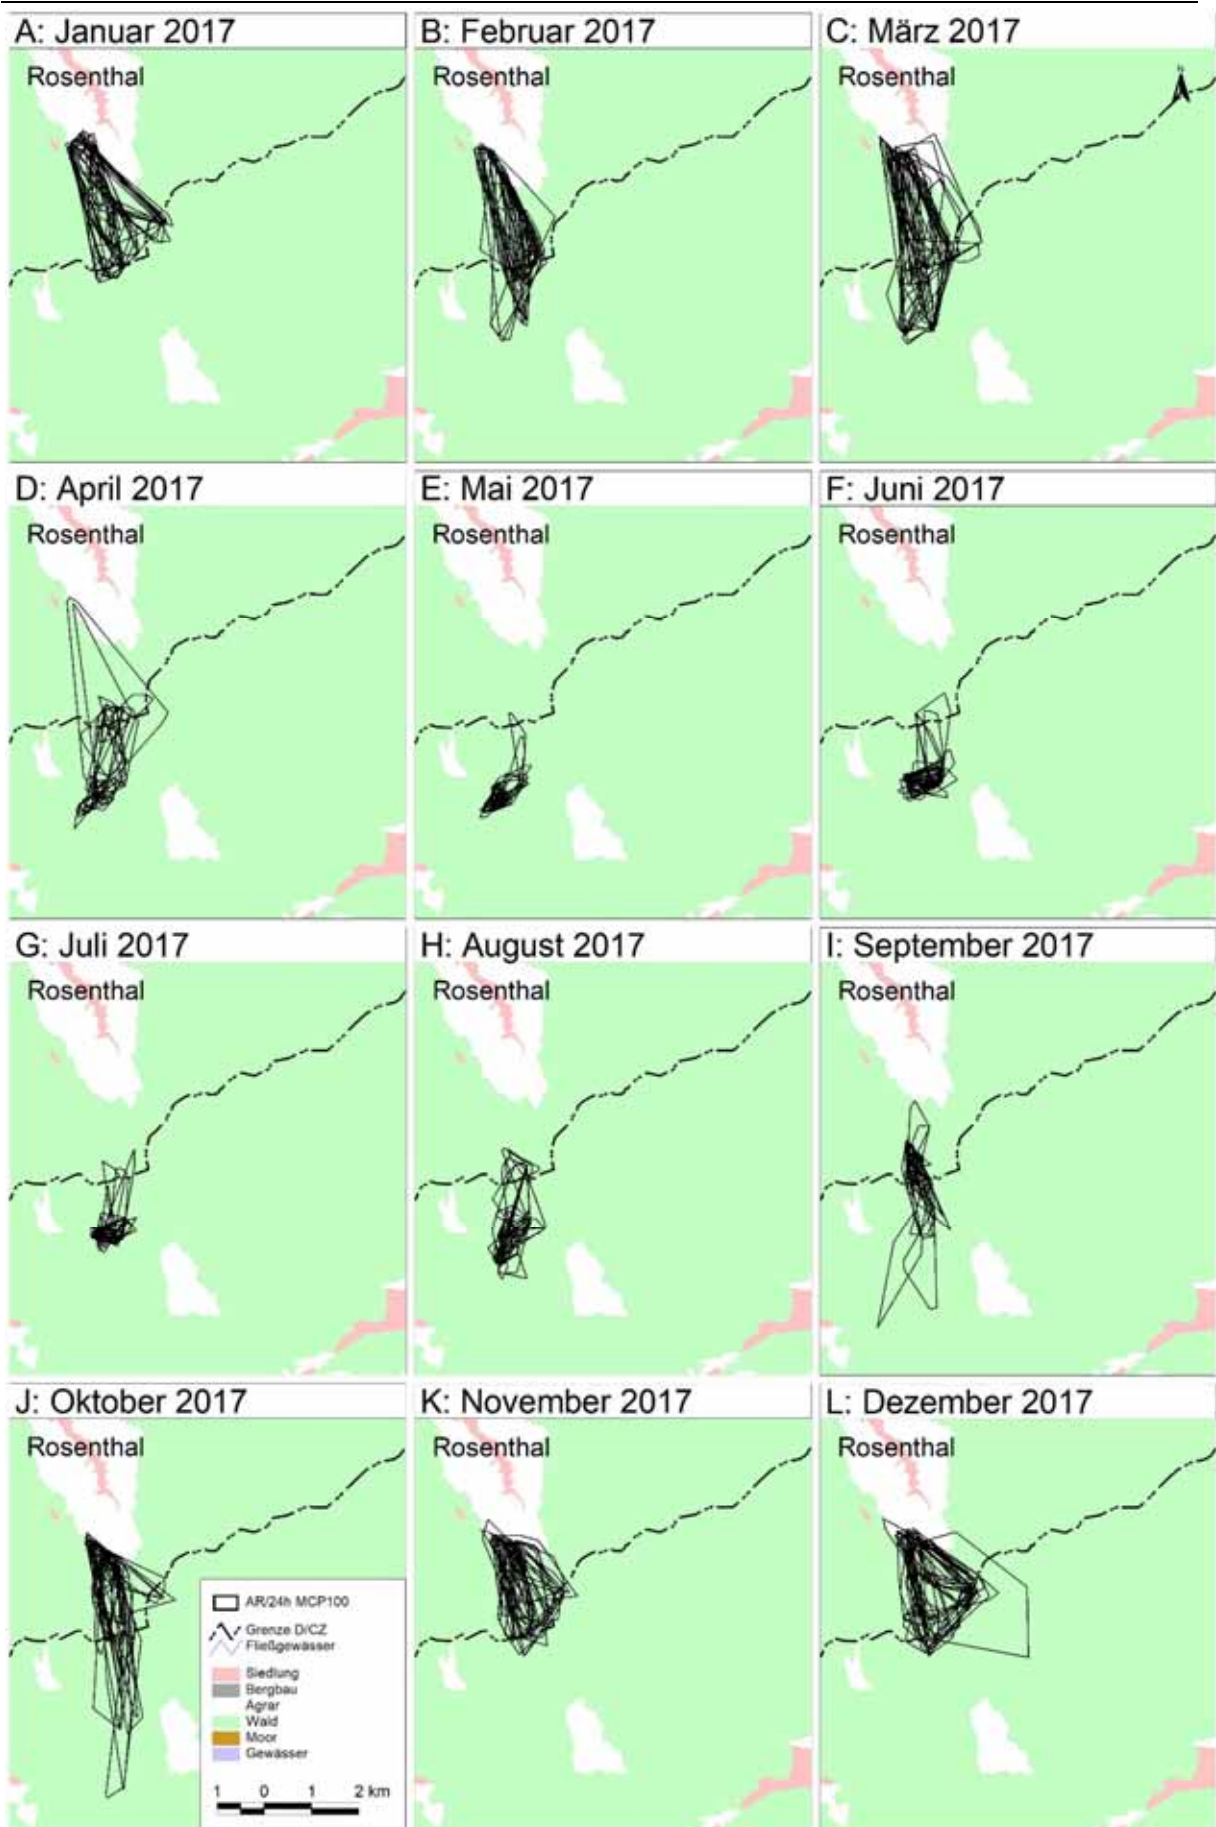 A: Januar 2017
Rosenthal
B: Februar 2017
Rosenthal
C: März 2017
Rosenthal
N
D: April 2017
Rosenthal
E: Mai 2017
Rosenthal
F: Juni 2017
Rosenthal
G: Juli 2017
Rosenthal
H: August 2017
Rosenthal
I: September 2017
Rosenthal
J: Oktober 2017
Rosenthal
AR/24h MCP100
Grenze D/CZ
Fließgewässer
Siedlung
Bergbau
Agrar
Wald
Moor
Gewässer
1 0 1 2 km
K: November 2017
Rosenthal
L: Dezember 2017
Rosenthal